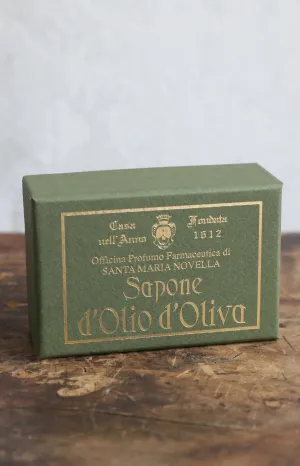 Casa Fondata
nell'Anno 1612
Officina Profumo Farmaceutica di
SANTA MARIA NOVELLA
Sapone
d'Olio d'Oliva